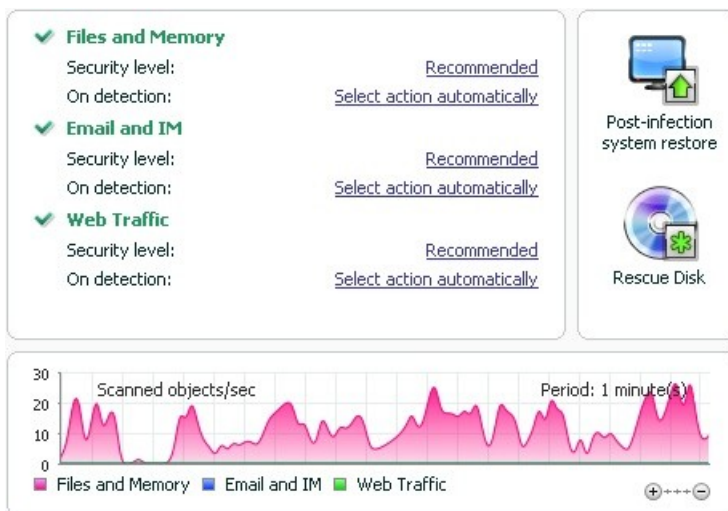 Files and Memory
Security level: Recommended
On detection: Select action automatically
Email and IM
Security level: Recommended
On detection: Select action automatically
Web Traffic
Security level: Recommended
On detection: Select action automatically
Post-infection
system restore
Rescue Disk
30
20
10
0
Scanned objects/sec
Period: 1 minute(s)
Files and Memory
Email and IM
Web Traffic